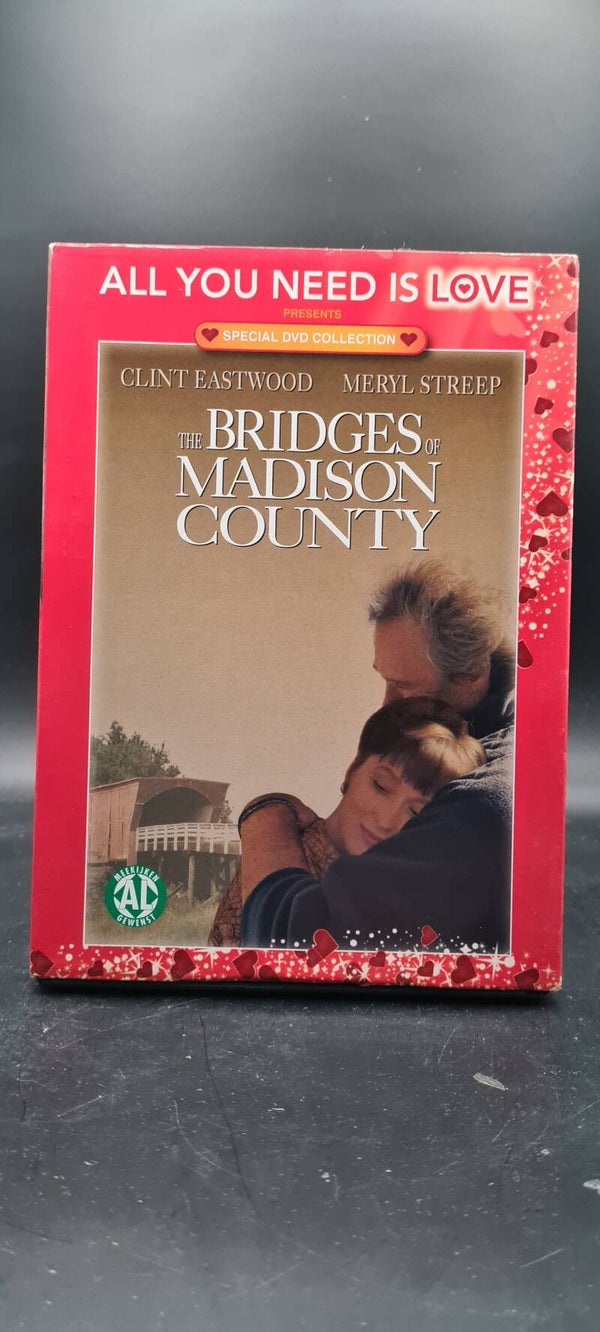 ALL YOU NEED IS LOVE
PRESENTS
SPECIAL DVD COLLECTION
CLINT EASTWOOD MERYL STREEP
THE BRIDGES OF
MADISON
COUNTY
MEEKIJKEN
AL
GEWENST